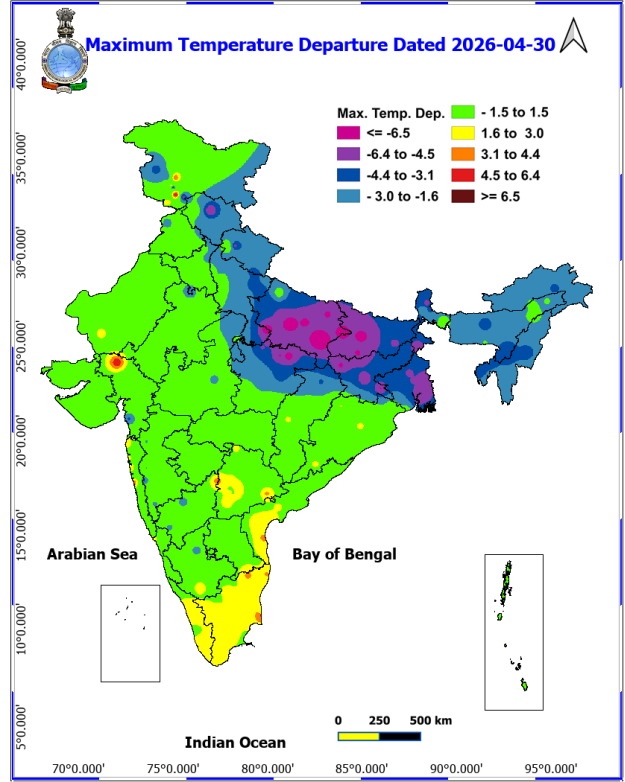 Maximum Temperature Departure Dated 2026-04-30
Max. Temp. Dep.
<= -6.5
-6.4 to -4.5
-4.4 to -3.1
- 3.0 to -1.6
- 1.5 to 1.5
1.6 to 3.0
3.1 to 4.4
4.5 to 6.4
>= 6.5
40°0.000'
35°0.000'
30°0.000'
25°0.000'
20°0.000'
15°0.000'
10°0.000'
5°0.000'
Arabian Sea
Bay of Bengal
Indian Ocean
0 250 500 km
70°0.000' 75°0.000' 80°0.000' 85°0.000' 90°0.000' 95°0.000'